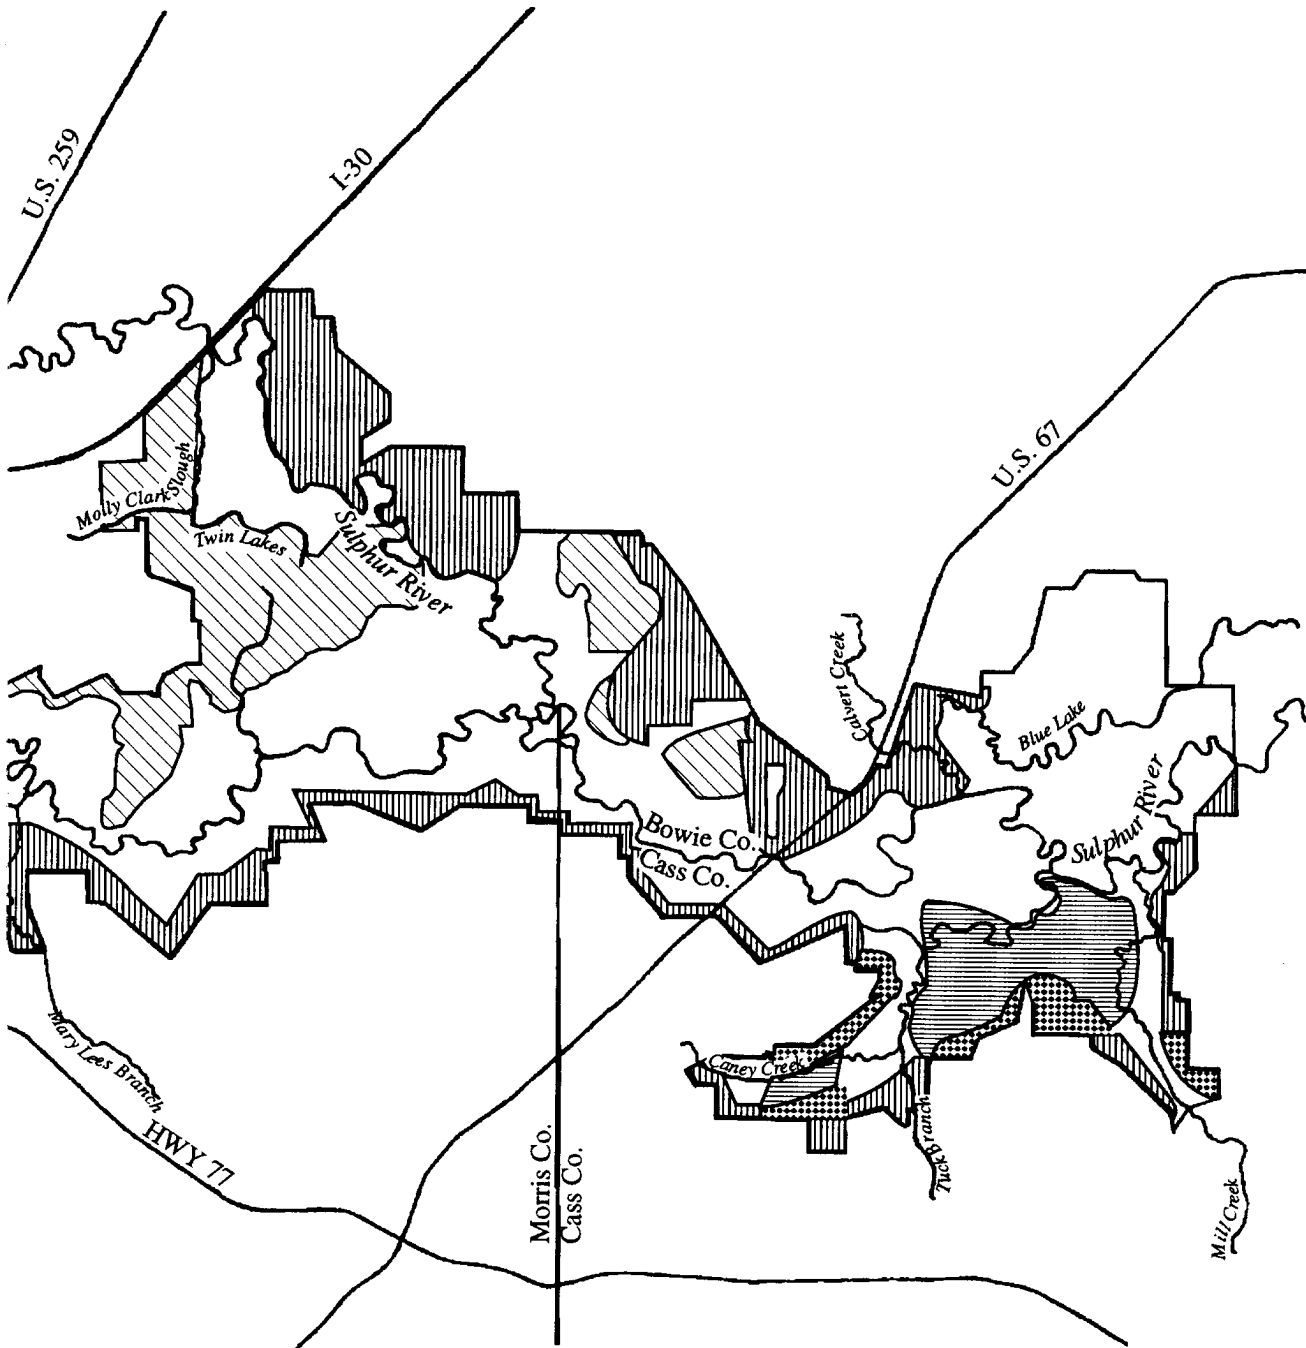 U.S. 259
I-30
U.S. 67
Molly Clark Slough
Twin Lakes
Sulphur River
Calvert Creek
Blue Lake
Sulphur River
Bowie Co.
Cass Co.
Mary Lees Branch
HWY 77
Caney Creek
Tuck Branch
Morris Co.
Cass Co.
Mill Creek